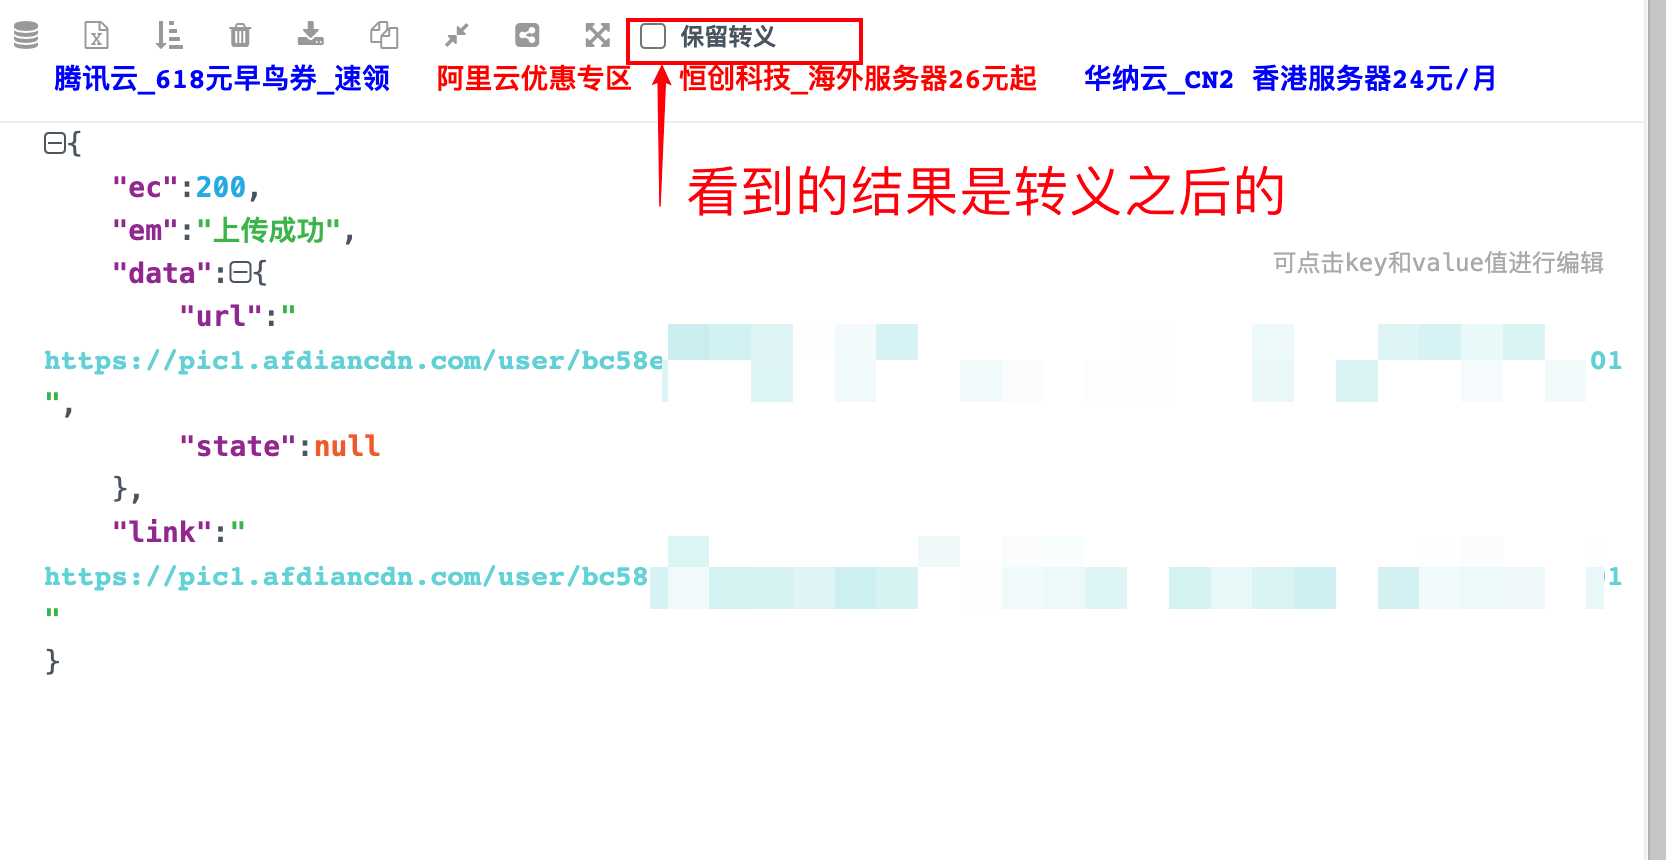 保留转义
腾讯云_618元早鸟券_速领 阿里云优惠专区 恒创科技_海外服务器26元起 华纳云_CN2 香港服务器24元/月
{
"ec":200,
看到的结果是转义之后的
"em":"上传成功",
"data":{
可点击key和value值进行编辑
"url":"
https://pic1.afdiancdn.com/user/bc58e 01
",
"state":null
},
"link":"
https://pic1.afdiancdn.com/user/bc58 1
"
}